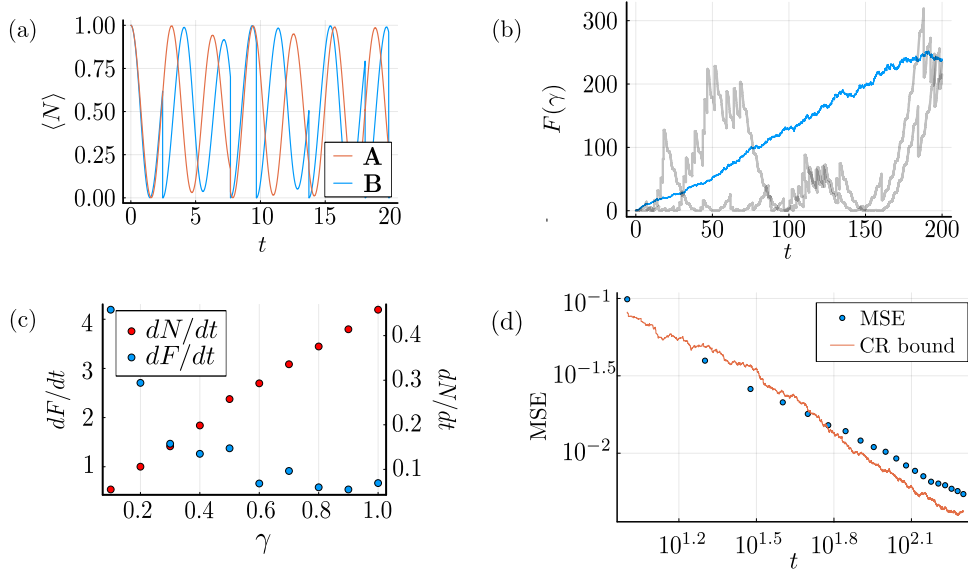 (a)
1.00
0.75
0.50
0.25
0.00
⟨N⟩
A
B
0 5 10 15 20
t
(b)
300
200
100
0
F(γ)
0 50 100 150 200
t
(c)
4
3
2
1
dF/dt
dN/dt
dF/dt
0.4
0.3
0.2
0.1
dN/dt
0.2 0.4 0.6 0.8 1.0
γ
(d)
10^-1
10^-1.5
10^-2
MSE
MSE
CR bound
10^1.2 10^1.5 10^1.8 10^2.1
t